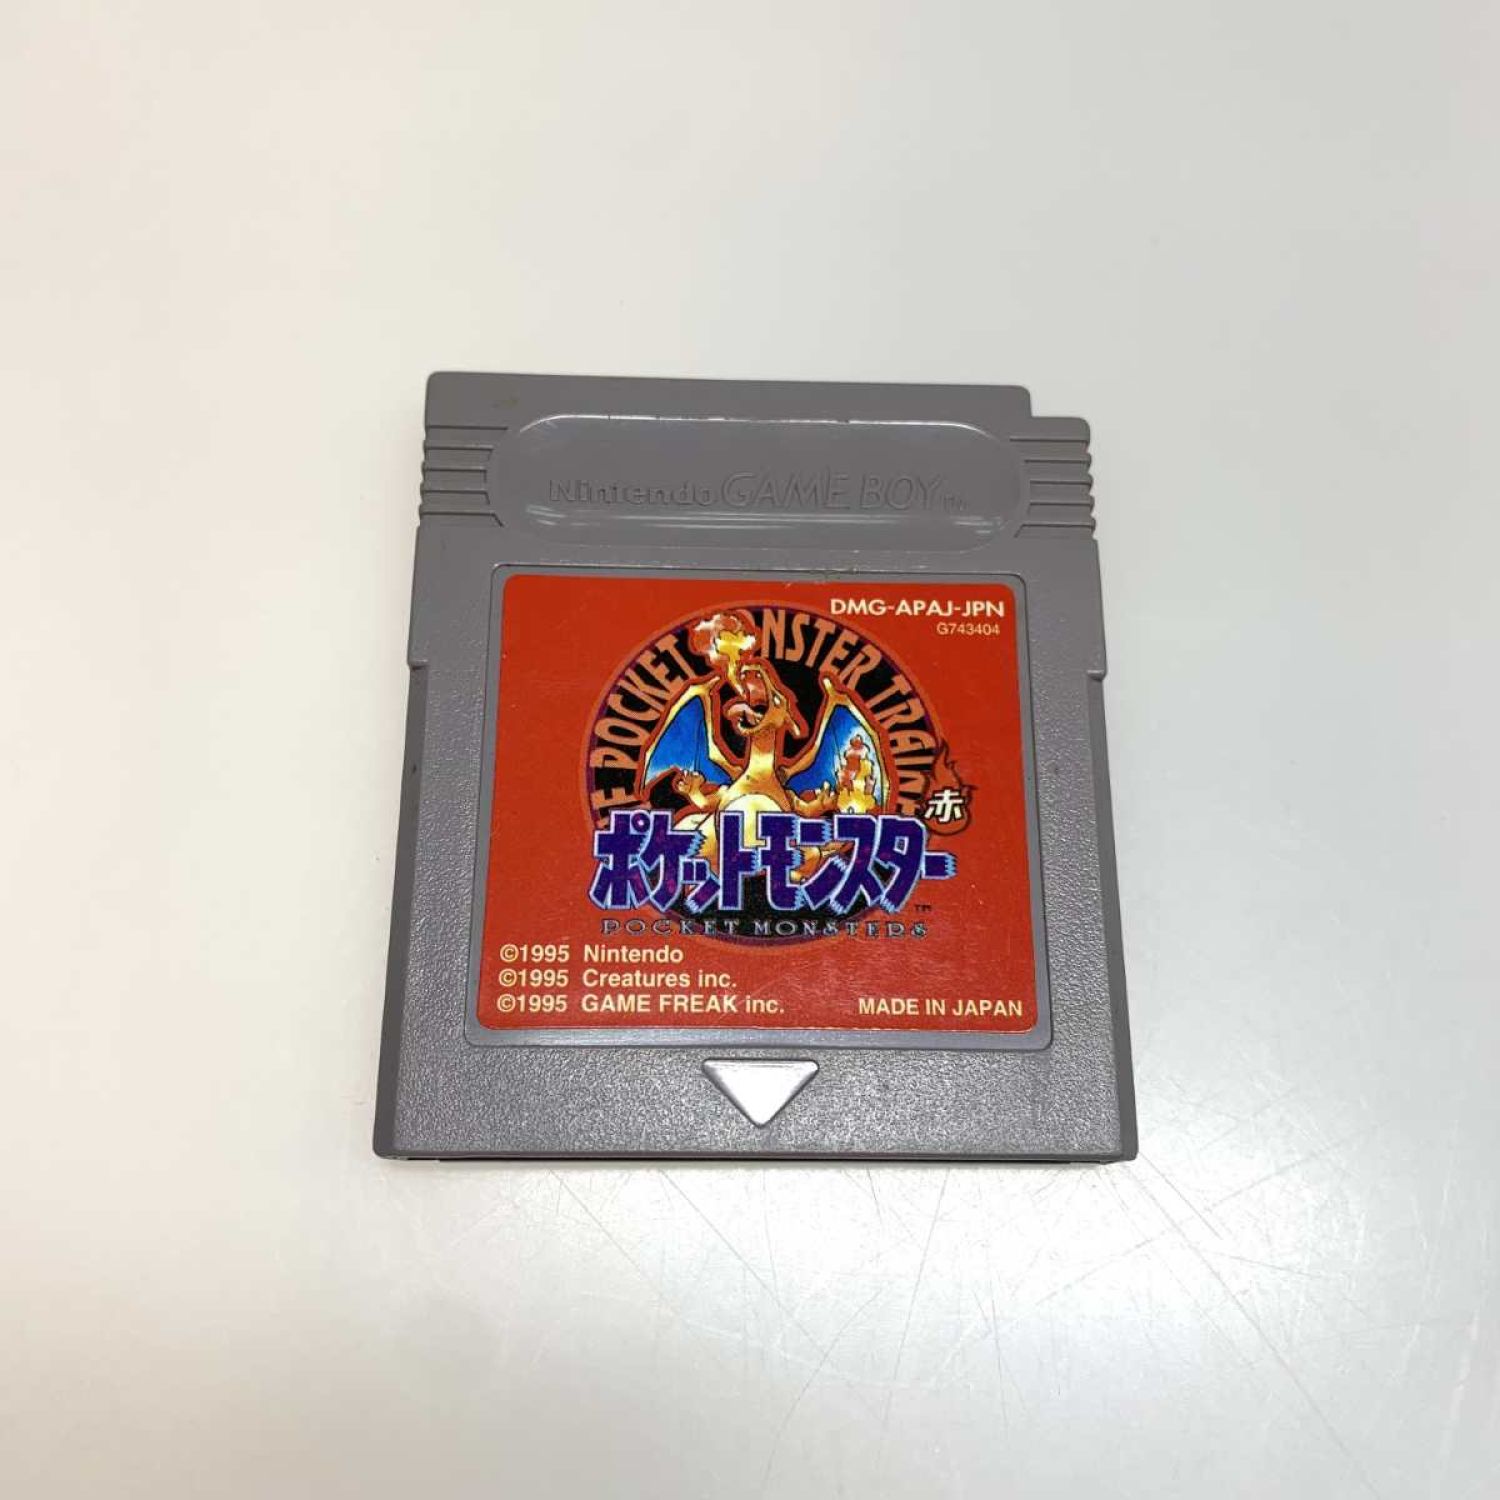 Nintendo GAME BOY TM
DMG-APAJ-JPN
G743404
POCKET MONSTER
赤
ポケットモンスター TM
POCKET MONSTERS
©1995 Nintendo
©1995 Creatures inc.
©1995 GAME FREAK inc.
MADE IN JAPAN